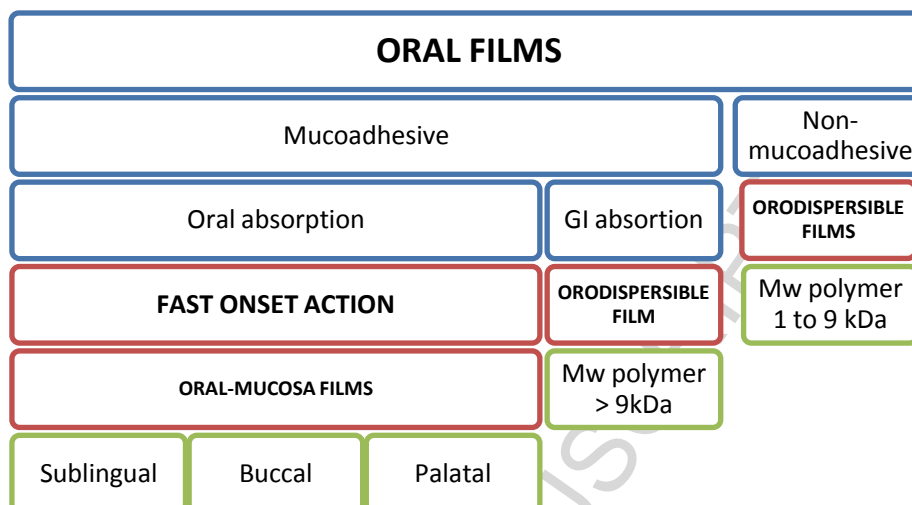 ORAL FILMS
Mucoadhesive
Non-
mucoadhesive
Oral absorption
GI absortion
ORODISPERSIBLE
FILMS
FAST ONSET ACTION
ORODISPERSIBLE
FILM
Mw polymer
1 to 9 kDa
ORAL-MUCOSA FILMS
Mw polymer
> 9kDa
Sublingual
Buccal
Palatal